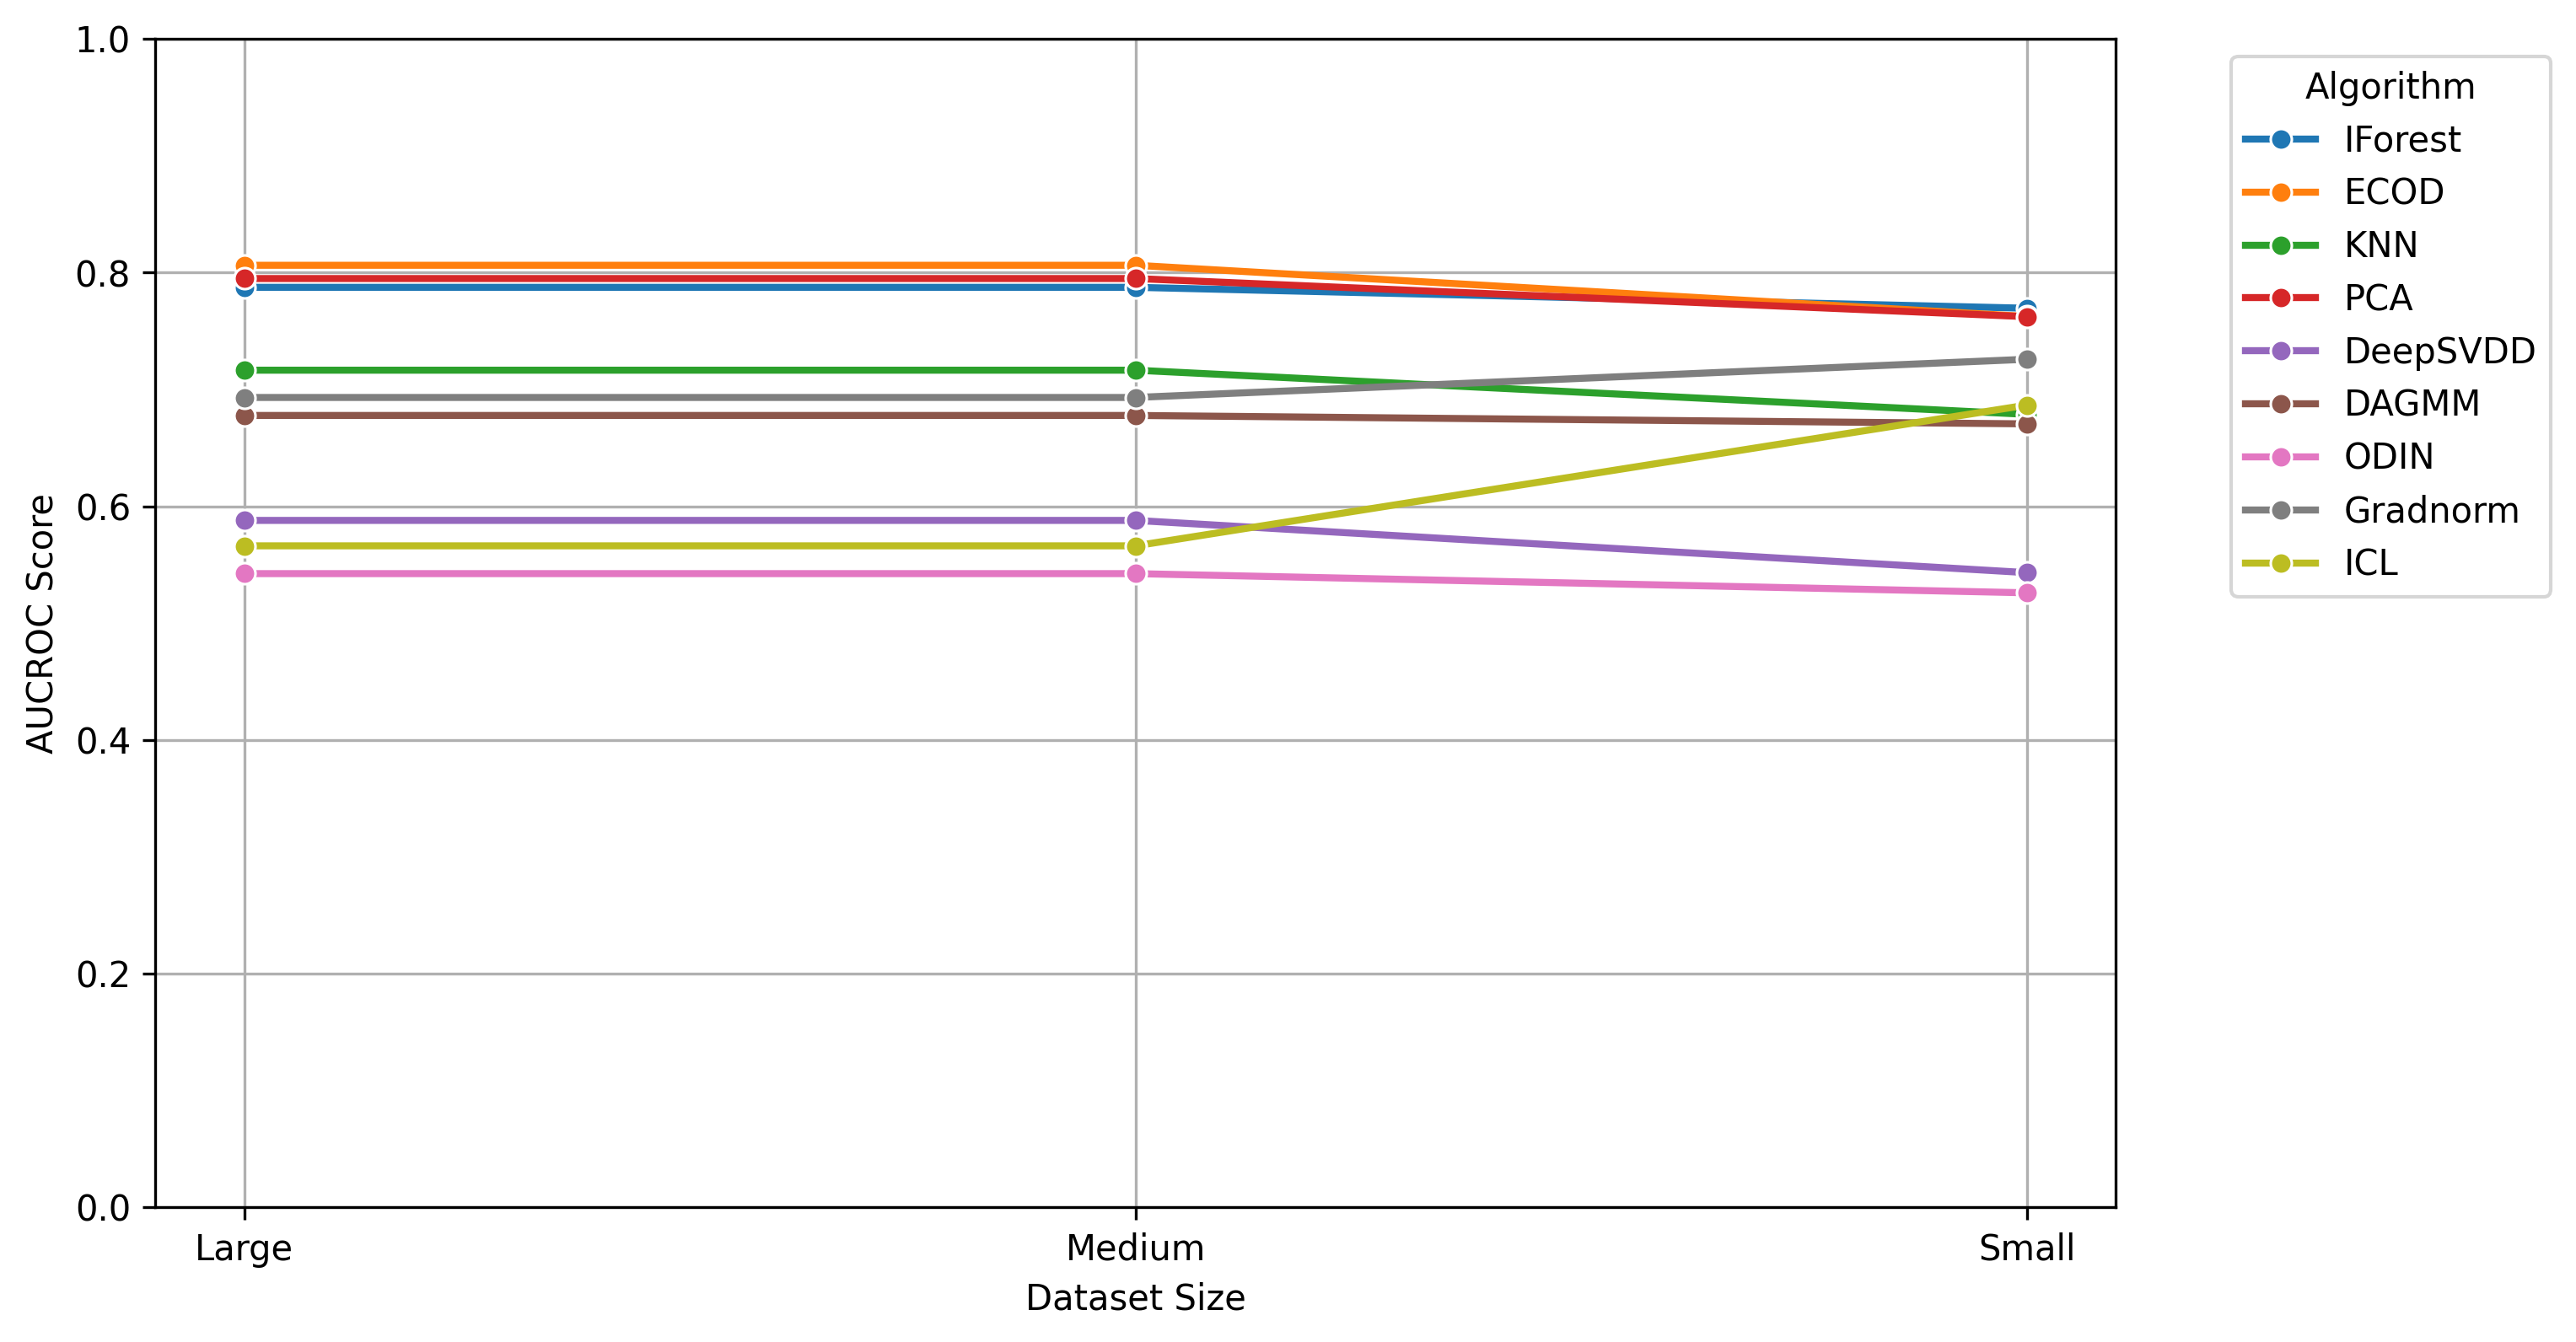 1.0
0.8
0.6
0.4
0.2
0.0
AUCROC Score
Large
Medium
Small
Dataset Size
Algorithm
IForest
ECOD
KNN
PCA
DeepSVDD
DAGMM
ODIN
Gradnorm
ICL